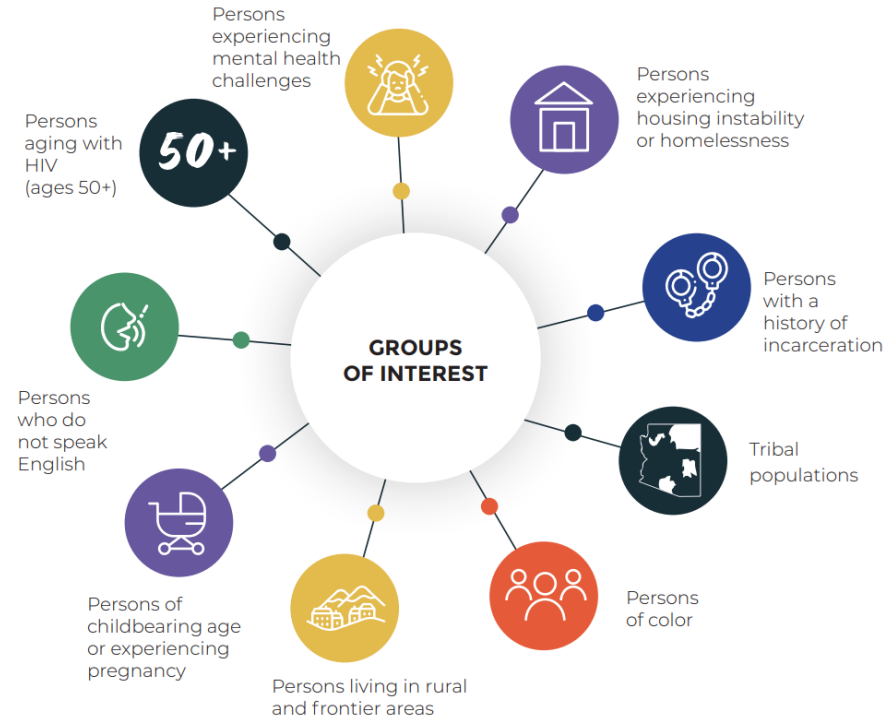 Persons
experiencing
mental health
challenges
Persons
experiencing
housing instability
or homelessness
Persons
aging with
HIV
(ages 50+)
50+
Persons
with a
history of
incarceration
GROUPS
OF INTEREST
Persons
who do
not speak
English
Tribal
populations
Persons of
childbearing age
or experiencing
pregnancy
Persons
of color
Persons living in rural
and frontier areas